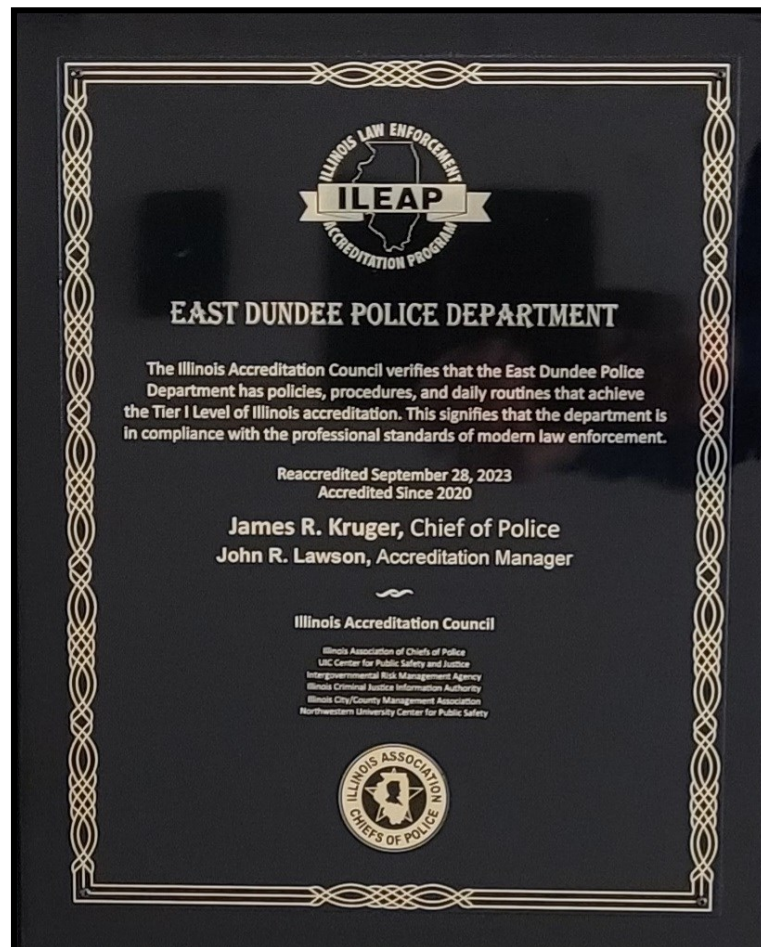 ILLINOIS LAW ENFORCEMENT
ILEAP
ACCREDITATION PROGRAM
EAST DUNDEE POLICE DEPARTMENT
The Illinois Accreditation Council verifies that the East Dundee Police
Department has policies, procedures, and daily routines that achieve
the Tier I Level of Illinois accreditation. This signifies that the department is
in compliance with the professional standards of modern law enforcement.
Reaccredited September 28, 2023
Accredited Since 2020
James R. Kruger, Chief of Police
John R. Lawson, Accreditation Manager
Illinois Accreditation Council
Illinois Association of Chiefs of Police
UIC Center for Public Safety and Justice
Intergovernmental Risk Management Agency
Illinois Criminal Justice Information Authority
Illinois City/County Management Association
Northwestern University Center for Public Safety
ILLINOIS ASSOCIATION
CHIEFS OF POLICE